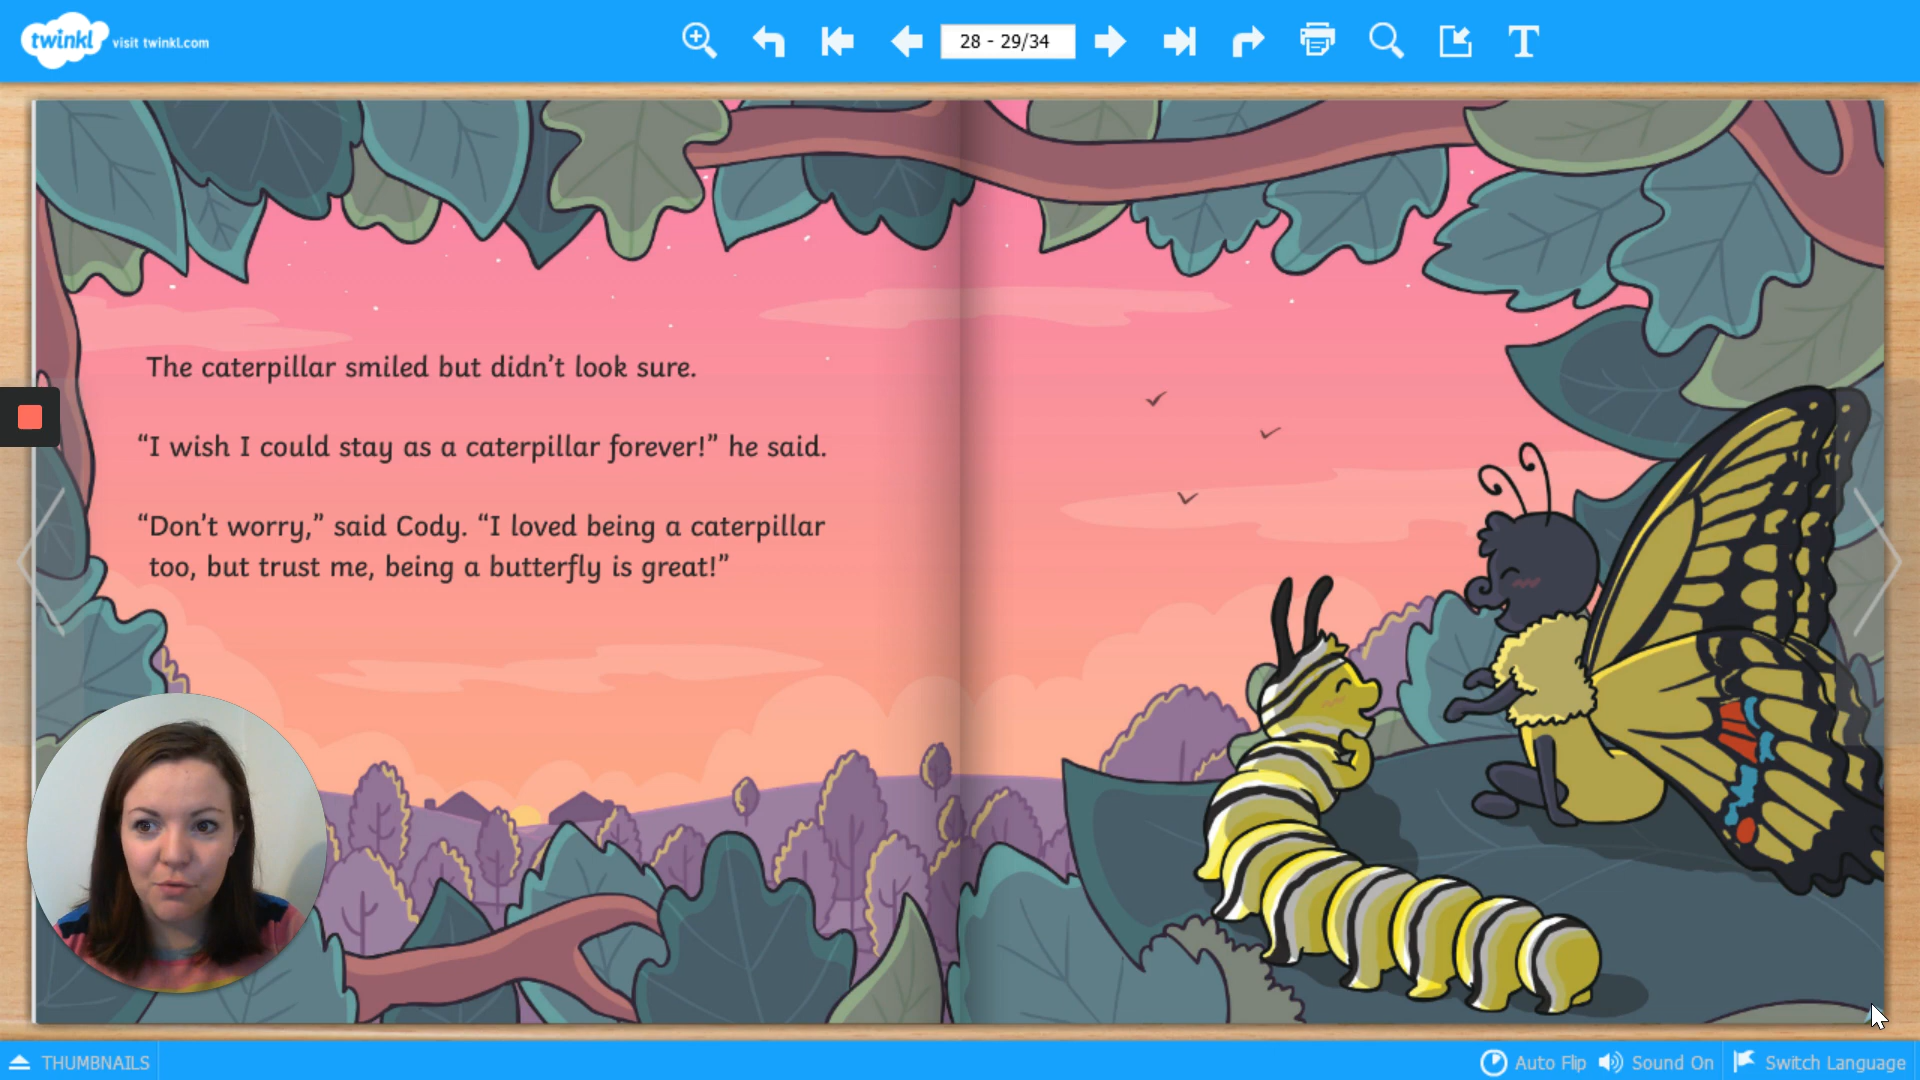 twinkl visit twinkl.com
28 - 29/34
T
The caterpillar smiled but didn't look sure.
“I wish I could stay as a caterpillar forever!” he said.
“Don't worry,” said Cody. “I loved being a caterpillar
too, but trust me, being a butterfly is great!”
THUMBNAILS
Auto Flip
Sound On
Switch Language